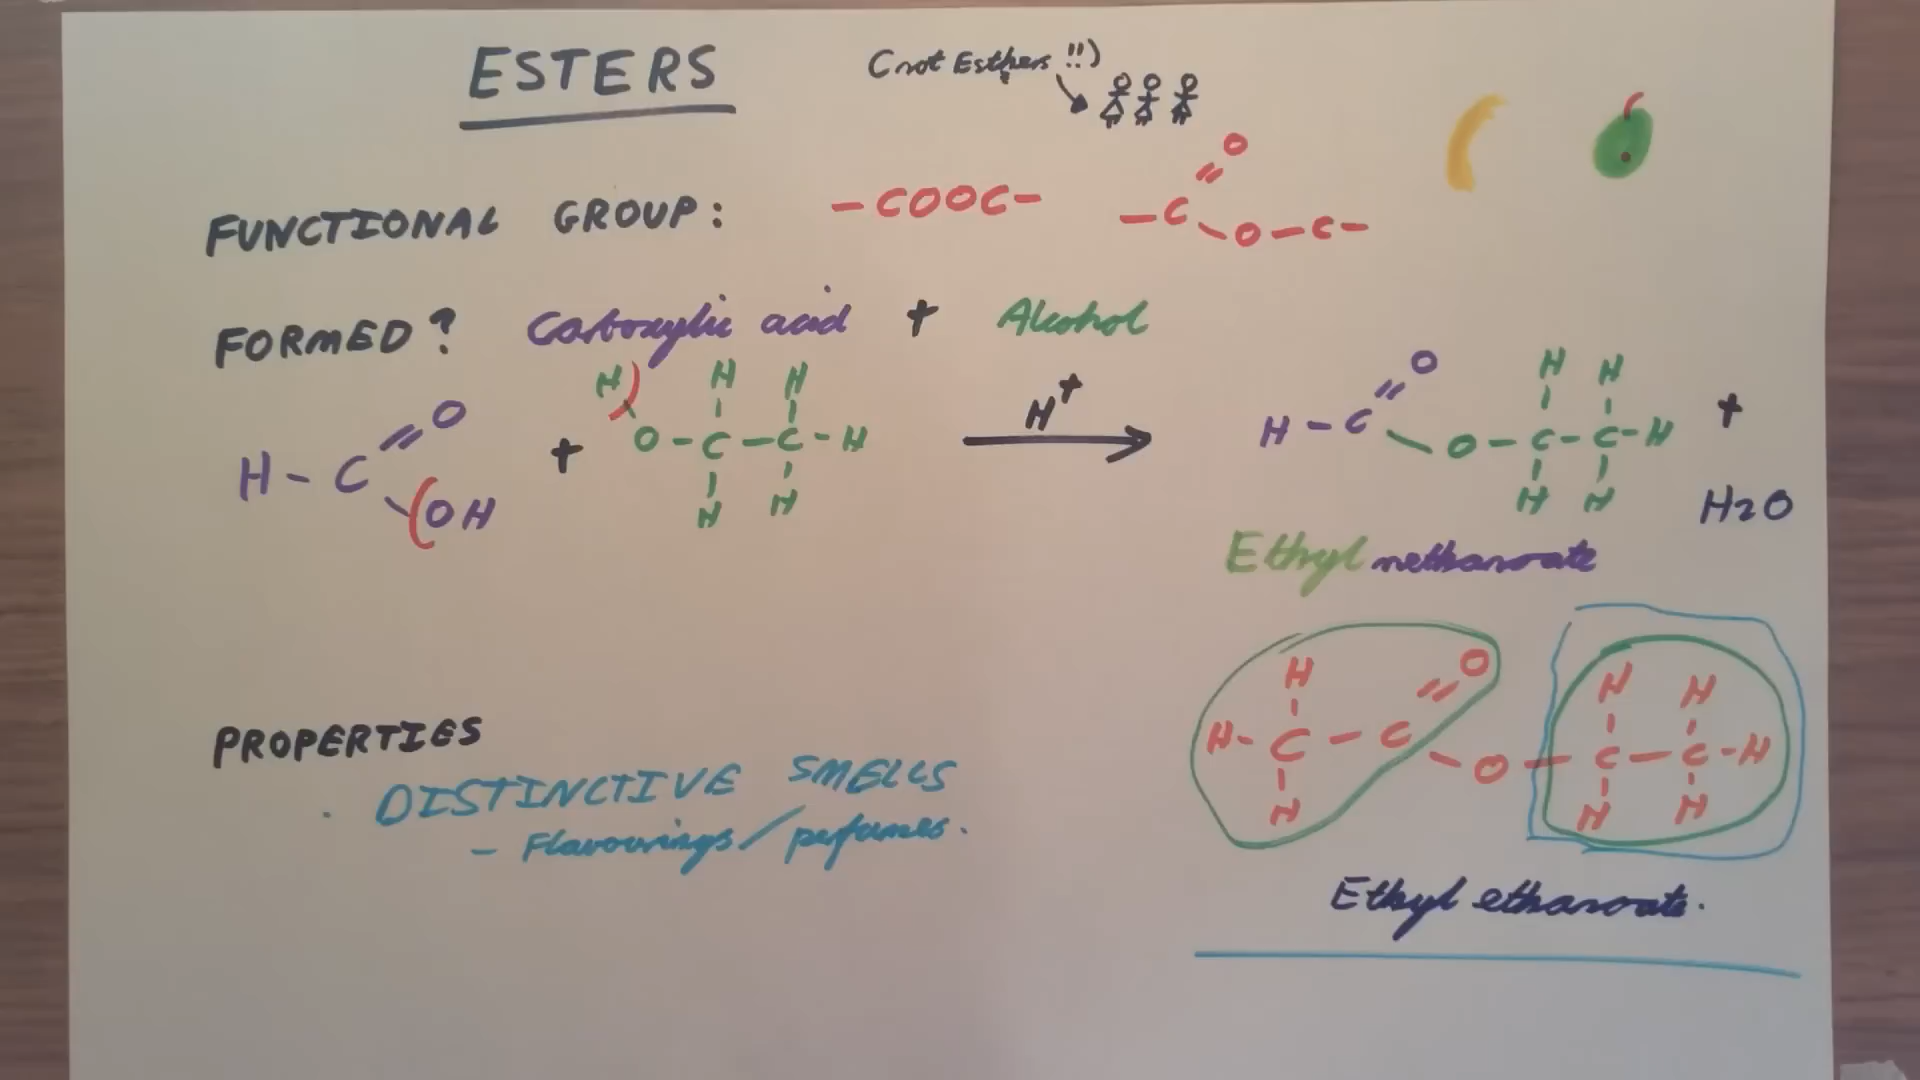 ESTERS
(not Esthers !!)
FUNCTIONAL GROUP: -COOC-
O
-C
O-C-
FORMED? Carboxylic acid + Alcohol
H H H
O
H-C
OH
+
O-C-C-H
H H
H+
O
H-C
O-C-C-H
H H
H H
+
H2O
Ethyl methanoate
H O H H
H-C-C
O-C-C-H
H H H
PROPERTIES
. DISTINCTIVE SMELLS
- Flavourings/perfumes.
Ethyl ethanoate.